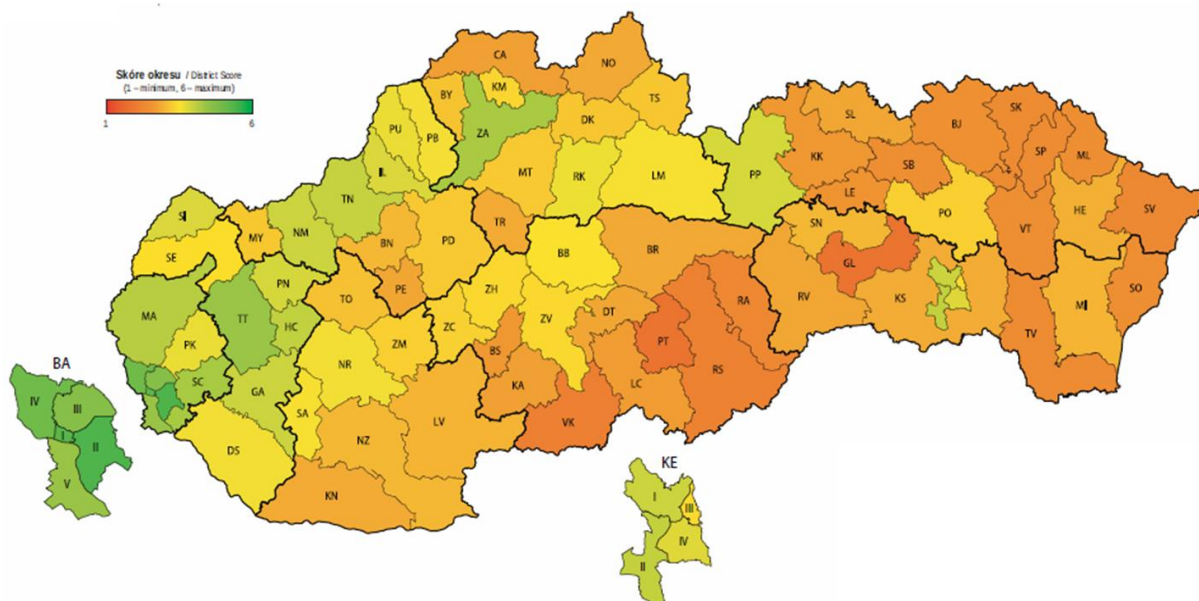 Skóre okresu / District Score
(1 – minimum, 6 – maximum)
1 6
CA NO
BY KM TS
PU PB ZA DK SL BJ SK
IL MT RK LM PP KK SB SP ML
TN LE PO HE SV
SI NM MY BN PD TR SN VT
SE BB BR GL
PN TO PE ZH RV KS MI SO
MA TT HC ZC ZV DT RA TV
PK NR ZM BS PT
BA SC GA SA KA LC RS
IV III LV VK
I II DS NZ
V KN
KE
I III
IV
II